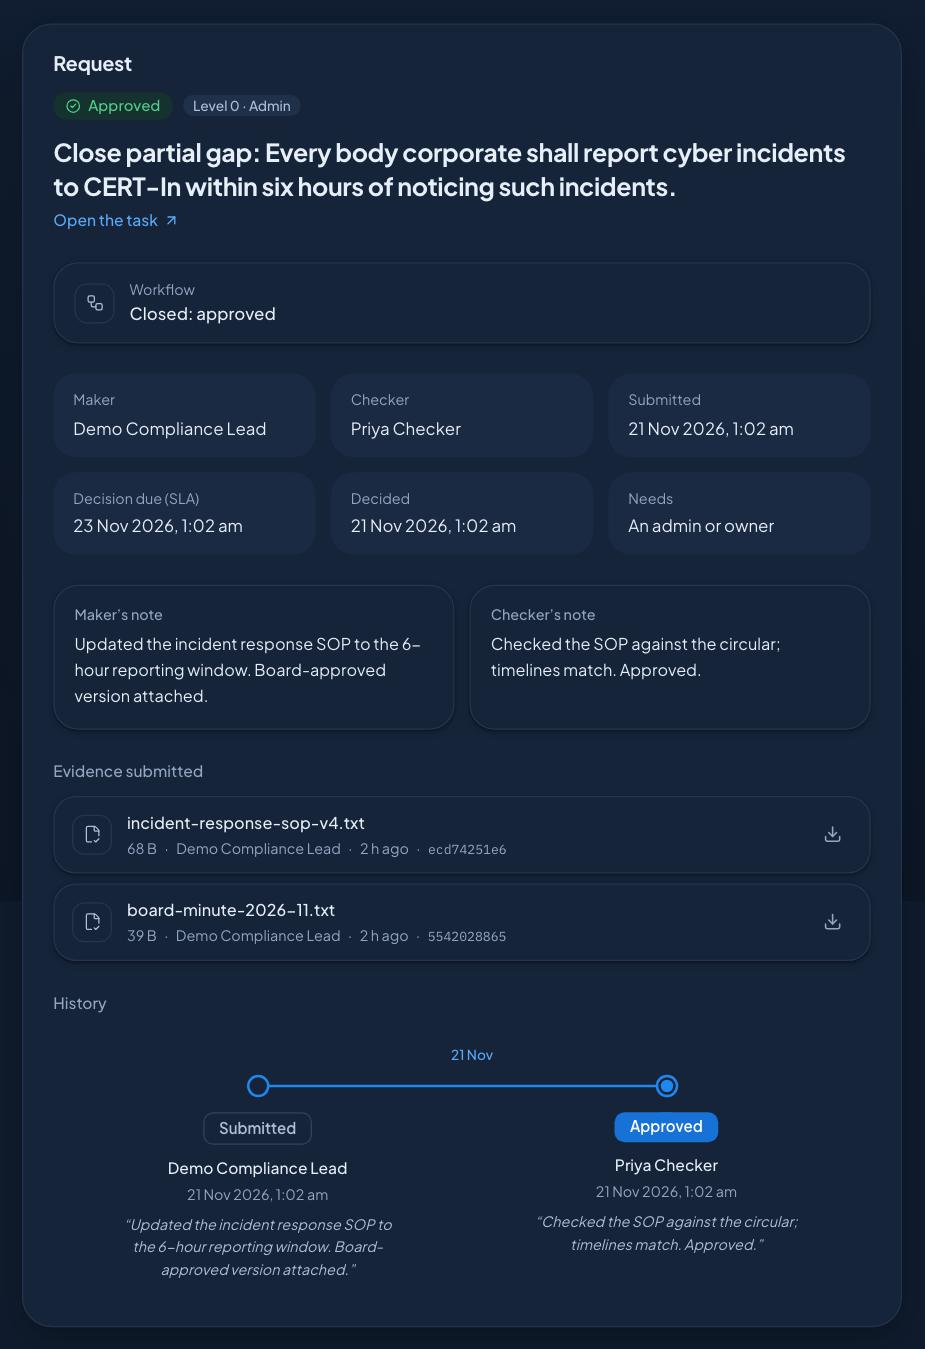 Request
Approved
Level 0 · Admin
Close partial gap: Every body corporate shall report cyber incidents
to CERT-In within six hours of noticing such incidents.
Open the task
Workflow
Closed: approved
Maker
Demo Compliance Lead
Checker
Priya Checker
Submitted
21 Nov 2026, 1:02 am
Decision due (SLA)
23 Nov 2026, 1:02 am
Decided
21 Nov 2026, 1:02 am
Needs
An admin or owner
Maker’s note
Updated the incident response SOP to the 6-
hour reporting window. Board-approved
version attached.
Checker’s note
Checked the SOP against the circular;
timelines match. Approved.
Evidence submitted
incident-response-sop-v4.txt
68 B · Demo Compliance Lead · 2 h ago · ecd74251e6
board-minute-2026-11.txt
39 B · Demo Compliance Lead · 2 h ago · 5542028865
History
21 Nov
Submitted
Demo Compliance Lead
21 Nov 2026, 1:02 am
“Updated the incident response SOP to
the 6-hour reporting window. Board-
approved version attached.”
Approved
Priya Checker
21 Nov 2026, 1:02 am
“Checked the SOP against the circular;
timelines match. Approved.”